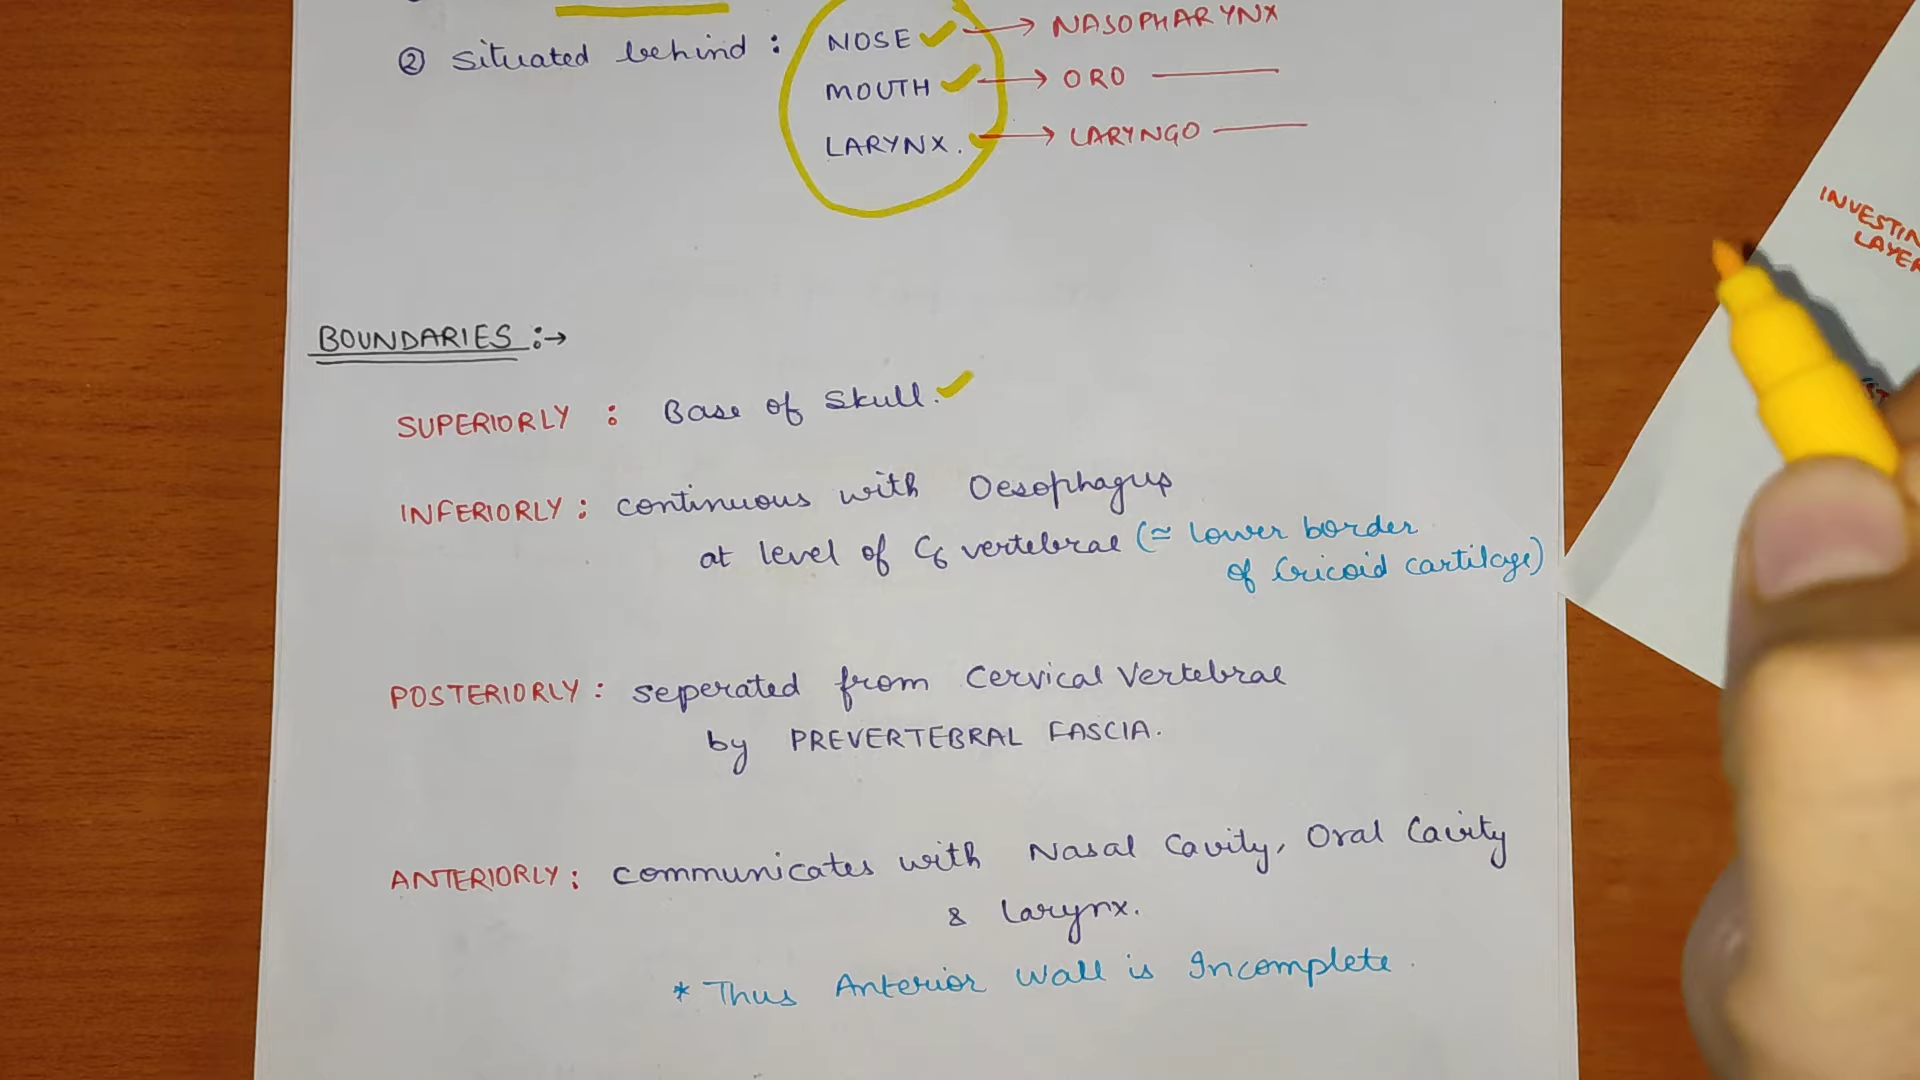 ② Situated behind : NOSE → NASOPHARYNX
MOUTH → ORO
LARYNX. → LARYNGO
BOUNDARIES :→
SUPERIORLY : Base of Skull.
INFERIORLY : Continuous with Oesophagus
at level of C6 vertebrae (≃ Lower border
of Cricoid cartilage)
POSTERIORLY : seperated from Cervical Vertebrae
by PREVERTEBRAL FASCIA.
ANTERIORLY : Communicates with Nasal Cavity, Oral Cavity
& Larynx.
* Thus Anterior Wall is Incomplete.
LAYER